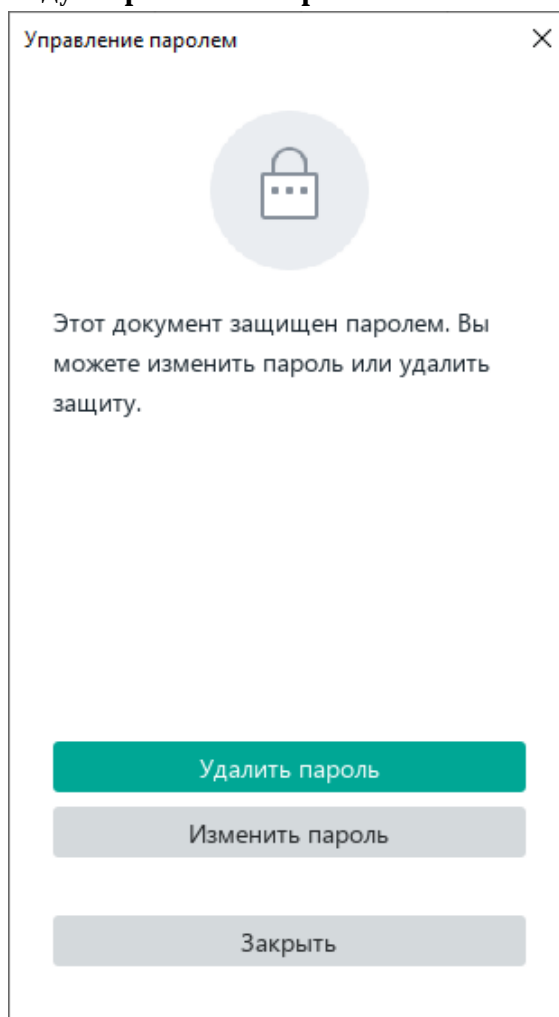 Управление паролем
Этот документ защищен паролем. Вы
можете изменить пароль или удалить
защиту.
Удалить пароль
Изменить пароль
Закрыть